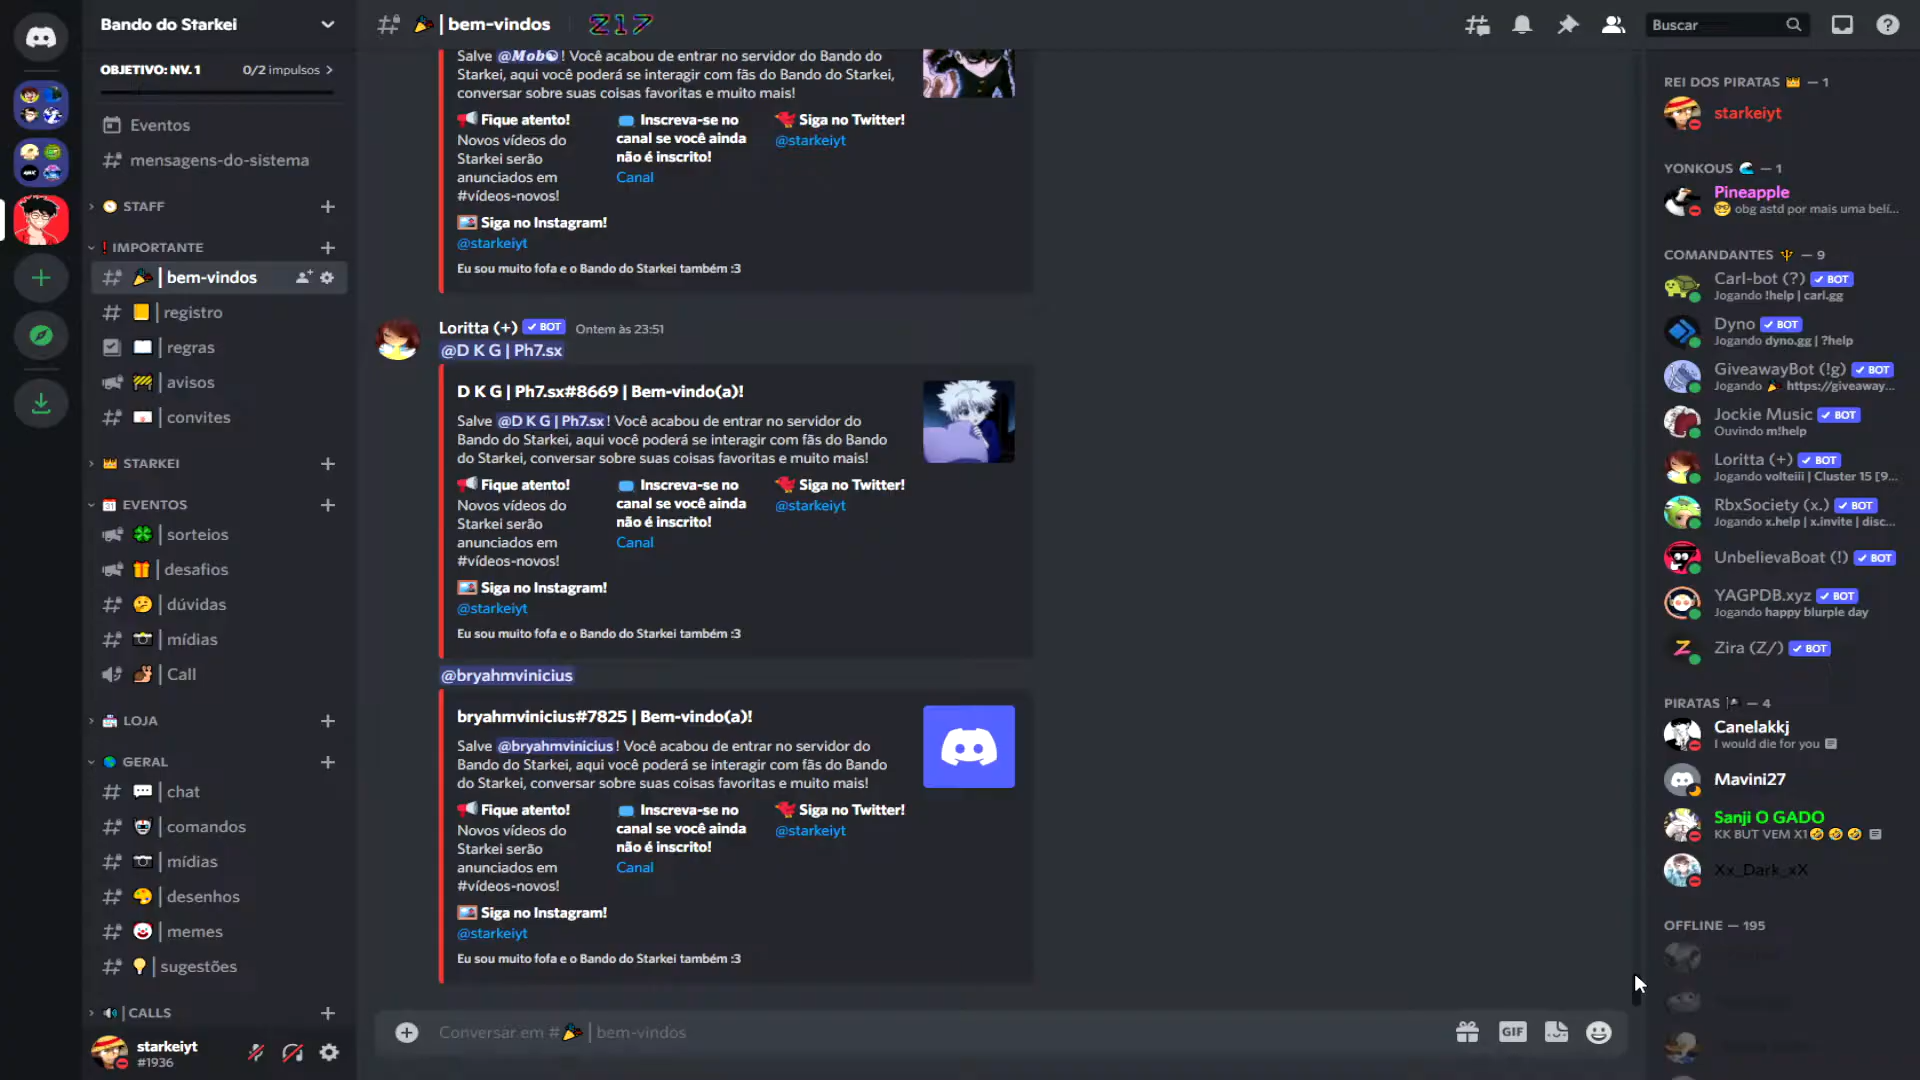 Bando do Starkei
OBJETIVO: NV. 1
0/2 impulsos
Eventos
mensagens-do-sistema
STAFF
IMPORTANTE
| bem-vindos
| registro
| regras
| avisos
| convites
STARKEI
EVENTOS
| sorteios
| desafios
| dúvidas
| mídias
| Call
LOJA
GERAL
| chat
| comandos
| mídias
| desenhos
| memes
| sugestões
| CALLS
starkeiyt
#1936
| bem-vindos
Z17
Buscar
Salve @Mob! Você acabou de entrar no servidor do Bando do
Starkei, aqui você poderá se interagir com fãs do Bando do Starkei,
conversar sobre suas coisas favoritas e muito mais!
Fique atento!
Novos vídeos do
Starkei serão
anunciados em
#vídeos-novos!
Inscreva-se no
canal se você ainda
não é inscrito!
Canal
Siga no Twitter!
@starkeiyt
Siga no Instagram!
@starkeiyt
Eu sou muito fofa e o Bando do Starkei também :3
Loritta (+) BOT Ontem às 23:51
@D K G | Ph7.sx
D K G | Ph7.sx#8669 | Bem-vindo(a)!
Salve @D K G | Ph7.sx! Você acabou de entrar no servidor do
Bando do Starkei, aqui você poderá se interagir com fãs do Bando
do Starkei, conversar sobre suas coisas favoritas e muito mais!
Fique atento!
Novos vídeos do
Starkei serão
anunciados em
#vídeos-novos!
Inscreva-se no
canal se você ainda
não é inscrito!
Canal
Siga no Twitter!
@starkeiyt
Siga no Instagram!
@starkeiyt
Eu sou muito fofa e o Bando do Starkei também :3
@bryahmvinicius
bryahmvinicius#7825 | Bem-vindo(a)!
Salve @bryahmvinicius! Você acabou de entrar no servidor do
Bando do Starkei, aqui você poderá se interagir com fãs do Bando
do Starkei, conversar sobre suas coisas favoritas e muito mais!
Fique atento!
Novos vídeos do
Starkei serão
anunciados em
#vídeos-novos!
Inscreva-se no
canal se você ainda
não é inscrito!
Canal
Siga no Twitter!
@starkeiyt
Siga no Instagram!
@starkeiyt
Eu sou muito fofa e o Bando do Starkei também :3
Conversar em # | bem-vindos
GIF
REI DOS PIRATAS — 1
starkeiyt
YONKOUS — 1
Pineapple
obg astd por mais uma belí...
COMANDANTES — 9
Carl-bot (?) BOT
Jogando !help | carl.gg
Dyno BOT
Jogando dyno.gg | ?help
GiveawayBot (!g) BOT
Jogando https://giveaway...
Jockie Music BOT
Ouvindo m!help
Loritta (+) BOT
Jogando volteiii | Cluster 15 [9...
RbxSociety (x.) BOT
Jogando x.help | x.invite | disc...
UnbelievaBoat (!) BOT
YAGPDB.xyz BOT
Jogando happy blurple day
Zira (Z/) BOT
PIRATAS — 4
Canelakkj
I would die for you
Mavini27
Sanji O GADO
KK BUT VEM X1
Xx_Dark_xX
OFFLINE — 195